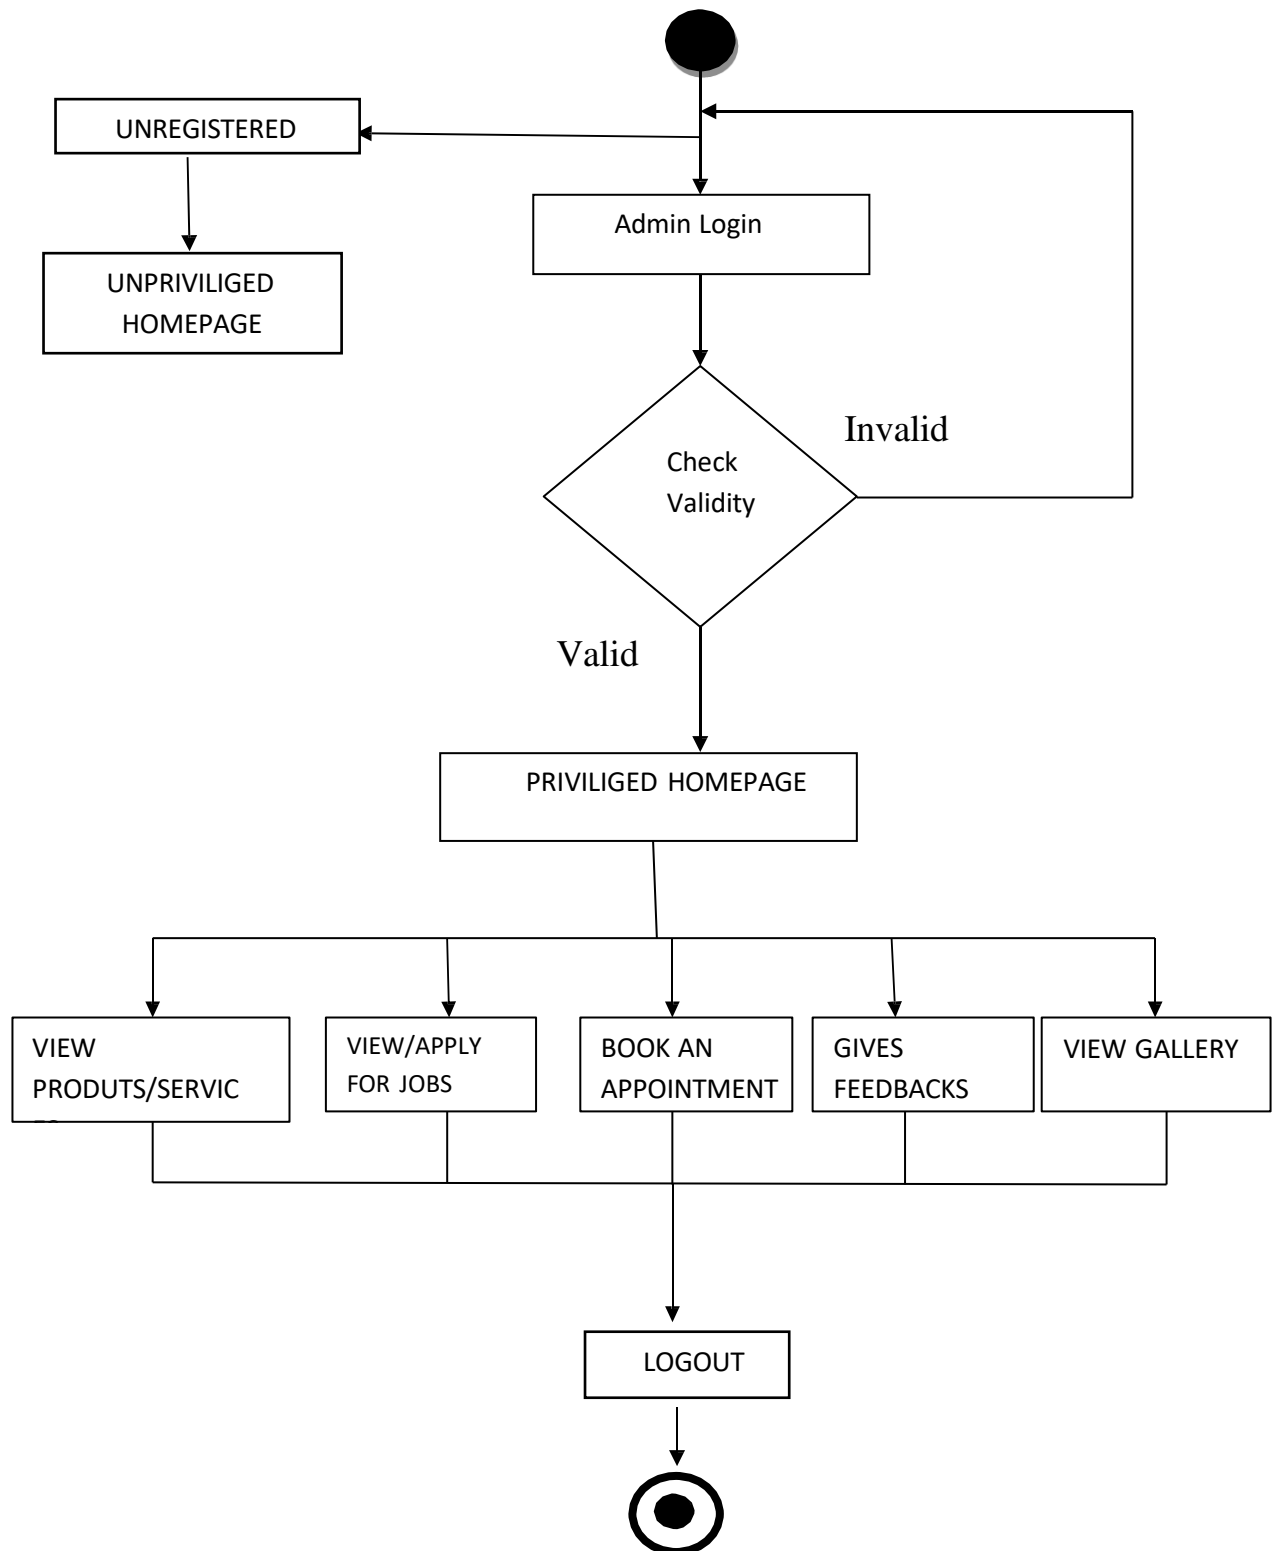 UNREGISTERED
Admin Login
UNPRIVILIGED
HOMEPAGE
Invalid
Check
Validity
Valid
PRIVILIGED HOMEPAGE
VIEW
PRODUTS/SERVIC
VIEW/APPLY
FOR JOBS
BOOK AN
APPOINTMENT
GIVES
FEEDBACKS
VIEW GALLERY
LOGOUT